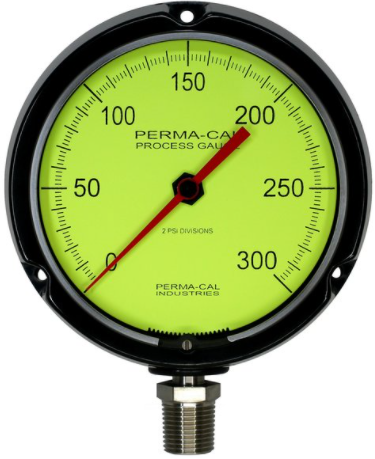 150
100
200
PERMA-CAL
PROCESS GAUGE
50
250
2 PSI DIVISIONS
0
300
PERMA-CAL
INDUSTRIES